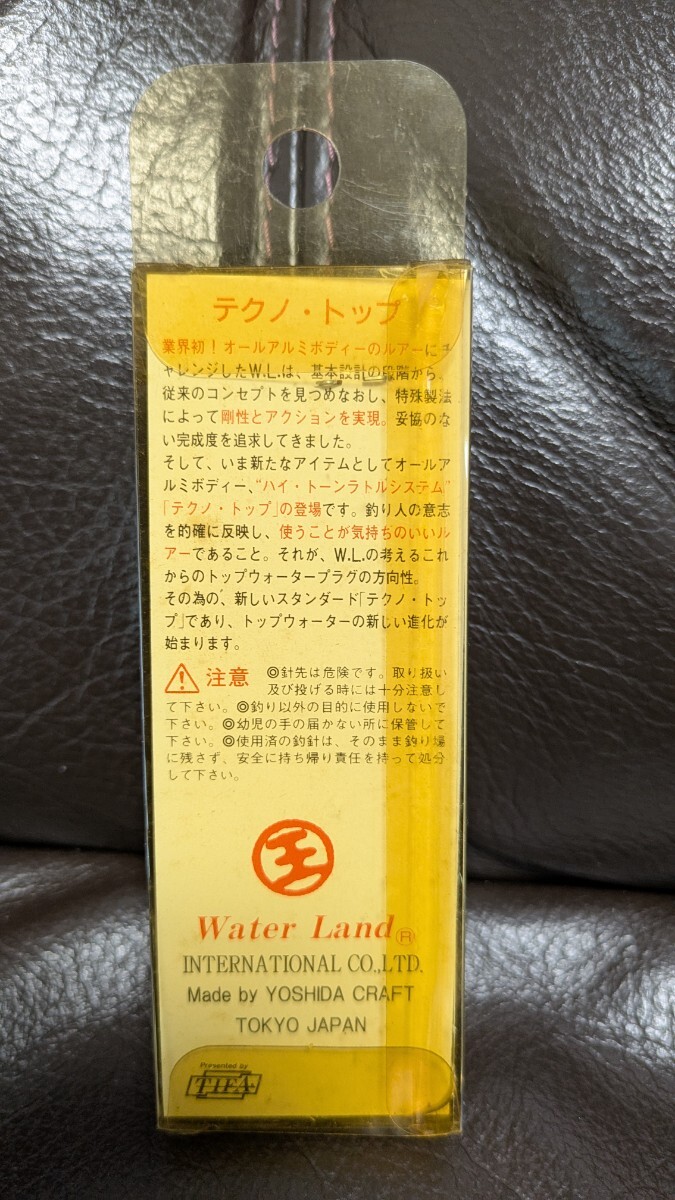 テクノ・トップ
業界初！オールアルミボディーのルアーにチ
ャレンジしたW.L.は、基本設計の段階から、
従来のコンセプトを見つめなおし、特殊製法
によって剛性とアクションを実現。妥協のな
い完成度を追求してきました。
そして、いま新たなアイテムとしてオールア
ルミボディー、“ハイ・トーンラトルシステム”
「テクノ・トップ」の登場です。釣り人の意志
を的確に反映し、使うことが気持ちのいいル
アーであること。それが、W.L.の考えるこれ
からのトップウォータープラグの方向性。
その為の、新しいスタンダード「テクノ・トッ
プ」であり、トップウォーターの新しい進化が
始まります。
注意 ◎針先は危険です。取り扱い
及び投げる時には十分注意し
て下さい。◎釣り以外の目的に使用しないで
下さい。◎幼児の手の届かない所に保管して
下さい。◎使用済の釣針は、そのまま釣り場
に残さず、安全に持ち帰り責任を持って処分
して下さい。
Water Land®
INTERNATIONAL CO.,LTD.
Made by YOSHIDA CRAFT
TOKYO JAPAN
Presented by
TIFA